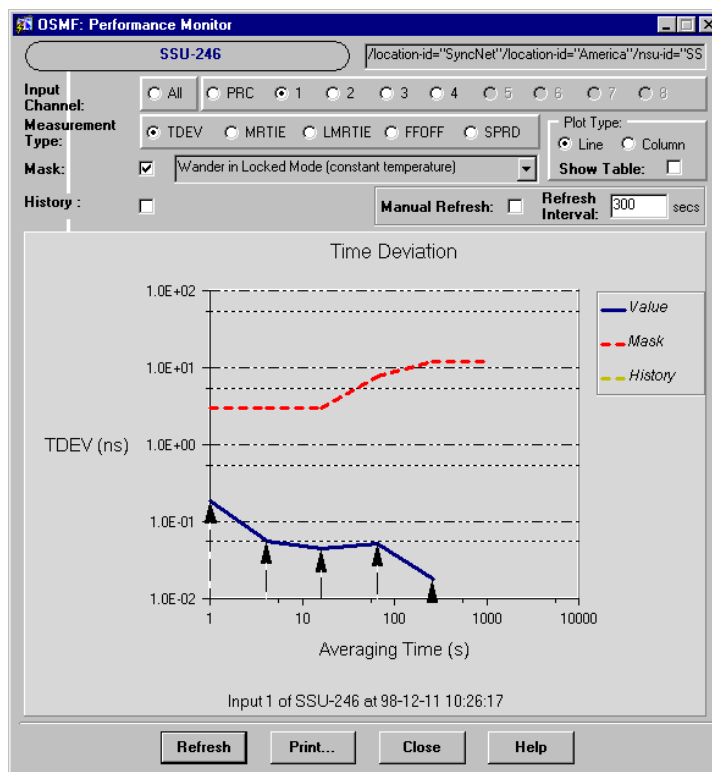 OSMF: Performance Monitor
SSU-246
/location-id="SyncNet"/location-id="America"/nsu-id="SS
Input Channel:
All PRC 1 2 3 4 5 6 7 8
Measurement Type:
TDEV MRTIE LMRTIE FFOFF SPRD
Plot Type:
Line Column
Mask:
Wander in Locked Mode (constant temperature)
Show Table:
History :
Manual Refresh:
Refresh Interval:
300 secs
Time Deviation
1.0E+02
1.0E+01
1.0E+00
1.0E-01
1.0E-02
TDEV (ns)
Value
Mask
History
1 10 100 1000 10000
Averaging Time (s)
Input 1 of SSU-246 at 98-12-11 10:26:17
Refresh Print... Close Help